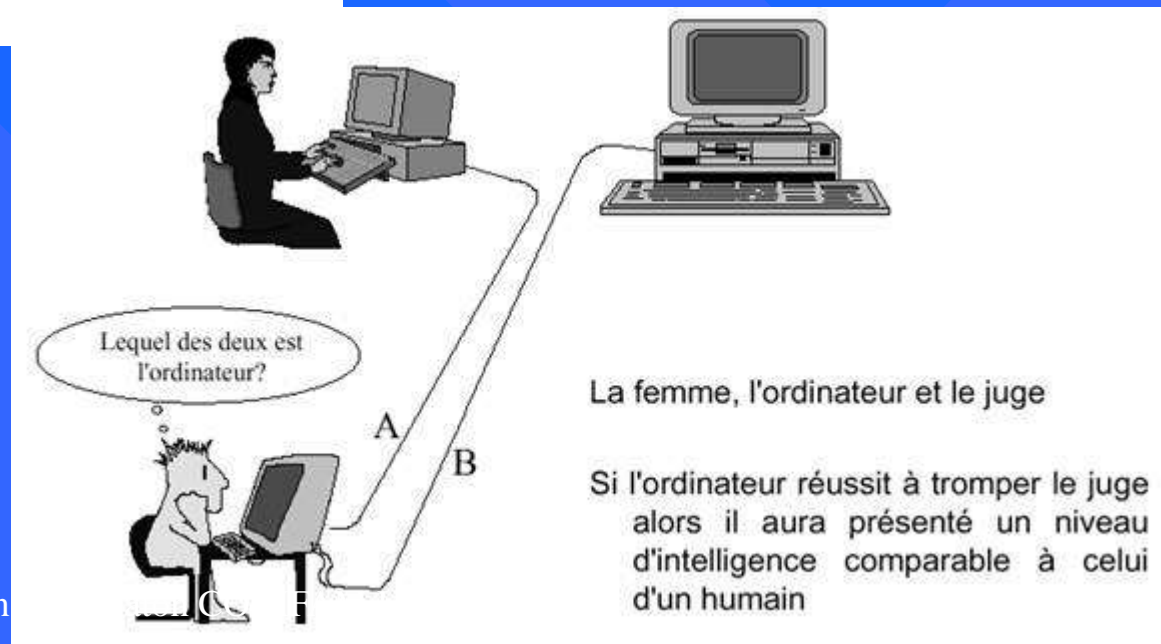 Lequel des deux est
l'ordinateur?
A
B
La femme, l'ordinateur et le juge
Si l'ordinateur réussit à tromper le juge
alors il aura présenté un niveau
d'intelligence comparable à celui
d'un humain